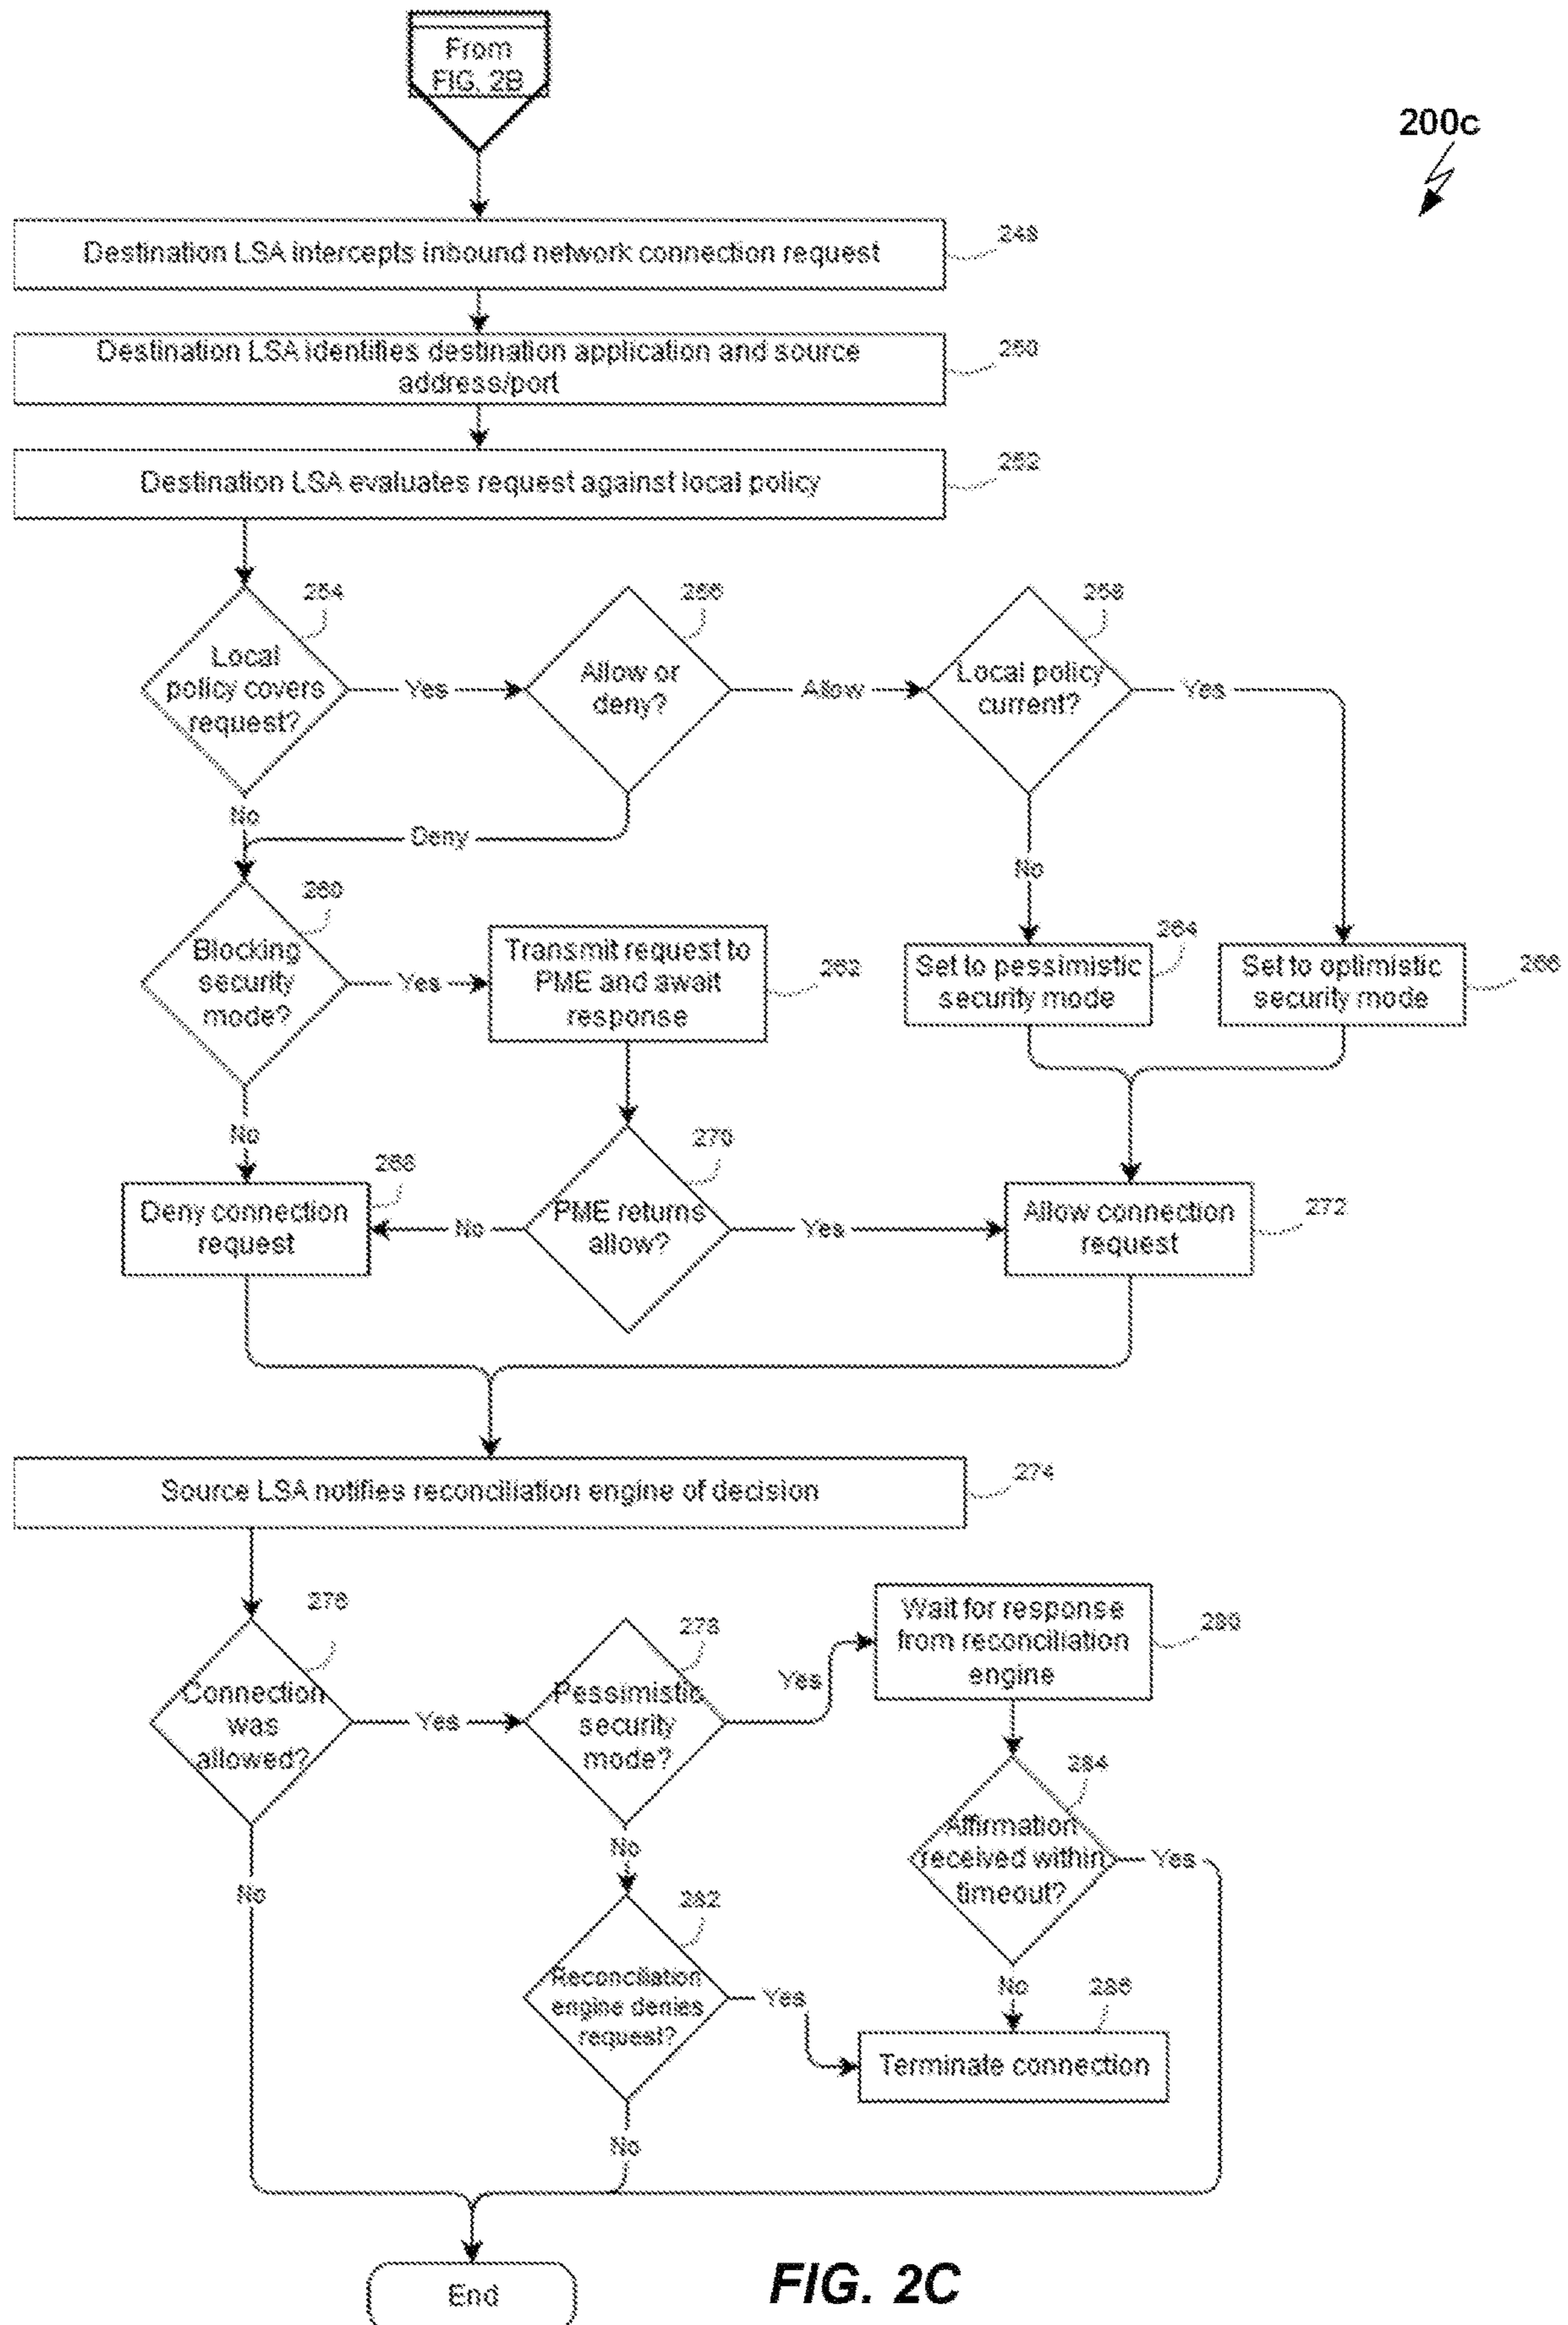 From
FIG. 2B
200c
Destination LSA intercepts inbound network connection request
248
Destination LSA identifies destination application and source
address/port
250
Destination LSA evaluates request against local policy
252
254
256
258
Local
policy covers
request?
Yes
Allow or
deny?
Allow
Local policy
current?
Yes
No
Deny
No
260
Blocking
security
mode?
Yes
Transmit request to
PME and await
response
262
Set to pessimistic
security mode
264
Set to optimistic
security mode
266
No
268
270
Deny connection
request
No
PME returns
allow?
Yes
Allow connection
request
272
Source LSA notifies reconciliation engine of decision
274
276
278
Wait for response
from reconciliation
engine
280
Connection
was
allowed?
Yes
Pessimistic
security
mode?
Yes
284
Affirmation
received within
timeout?
Yes
No
No
282
Reconciliation
engine denies
request?
Yes
No
286
Terminate connection
No
End
FIG. 2C